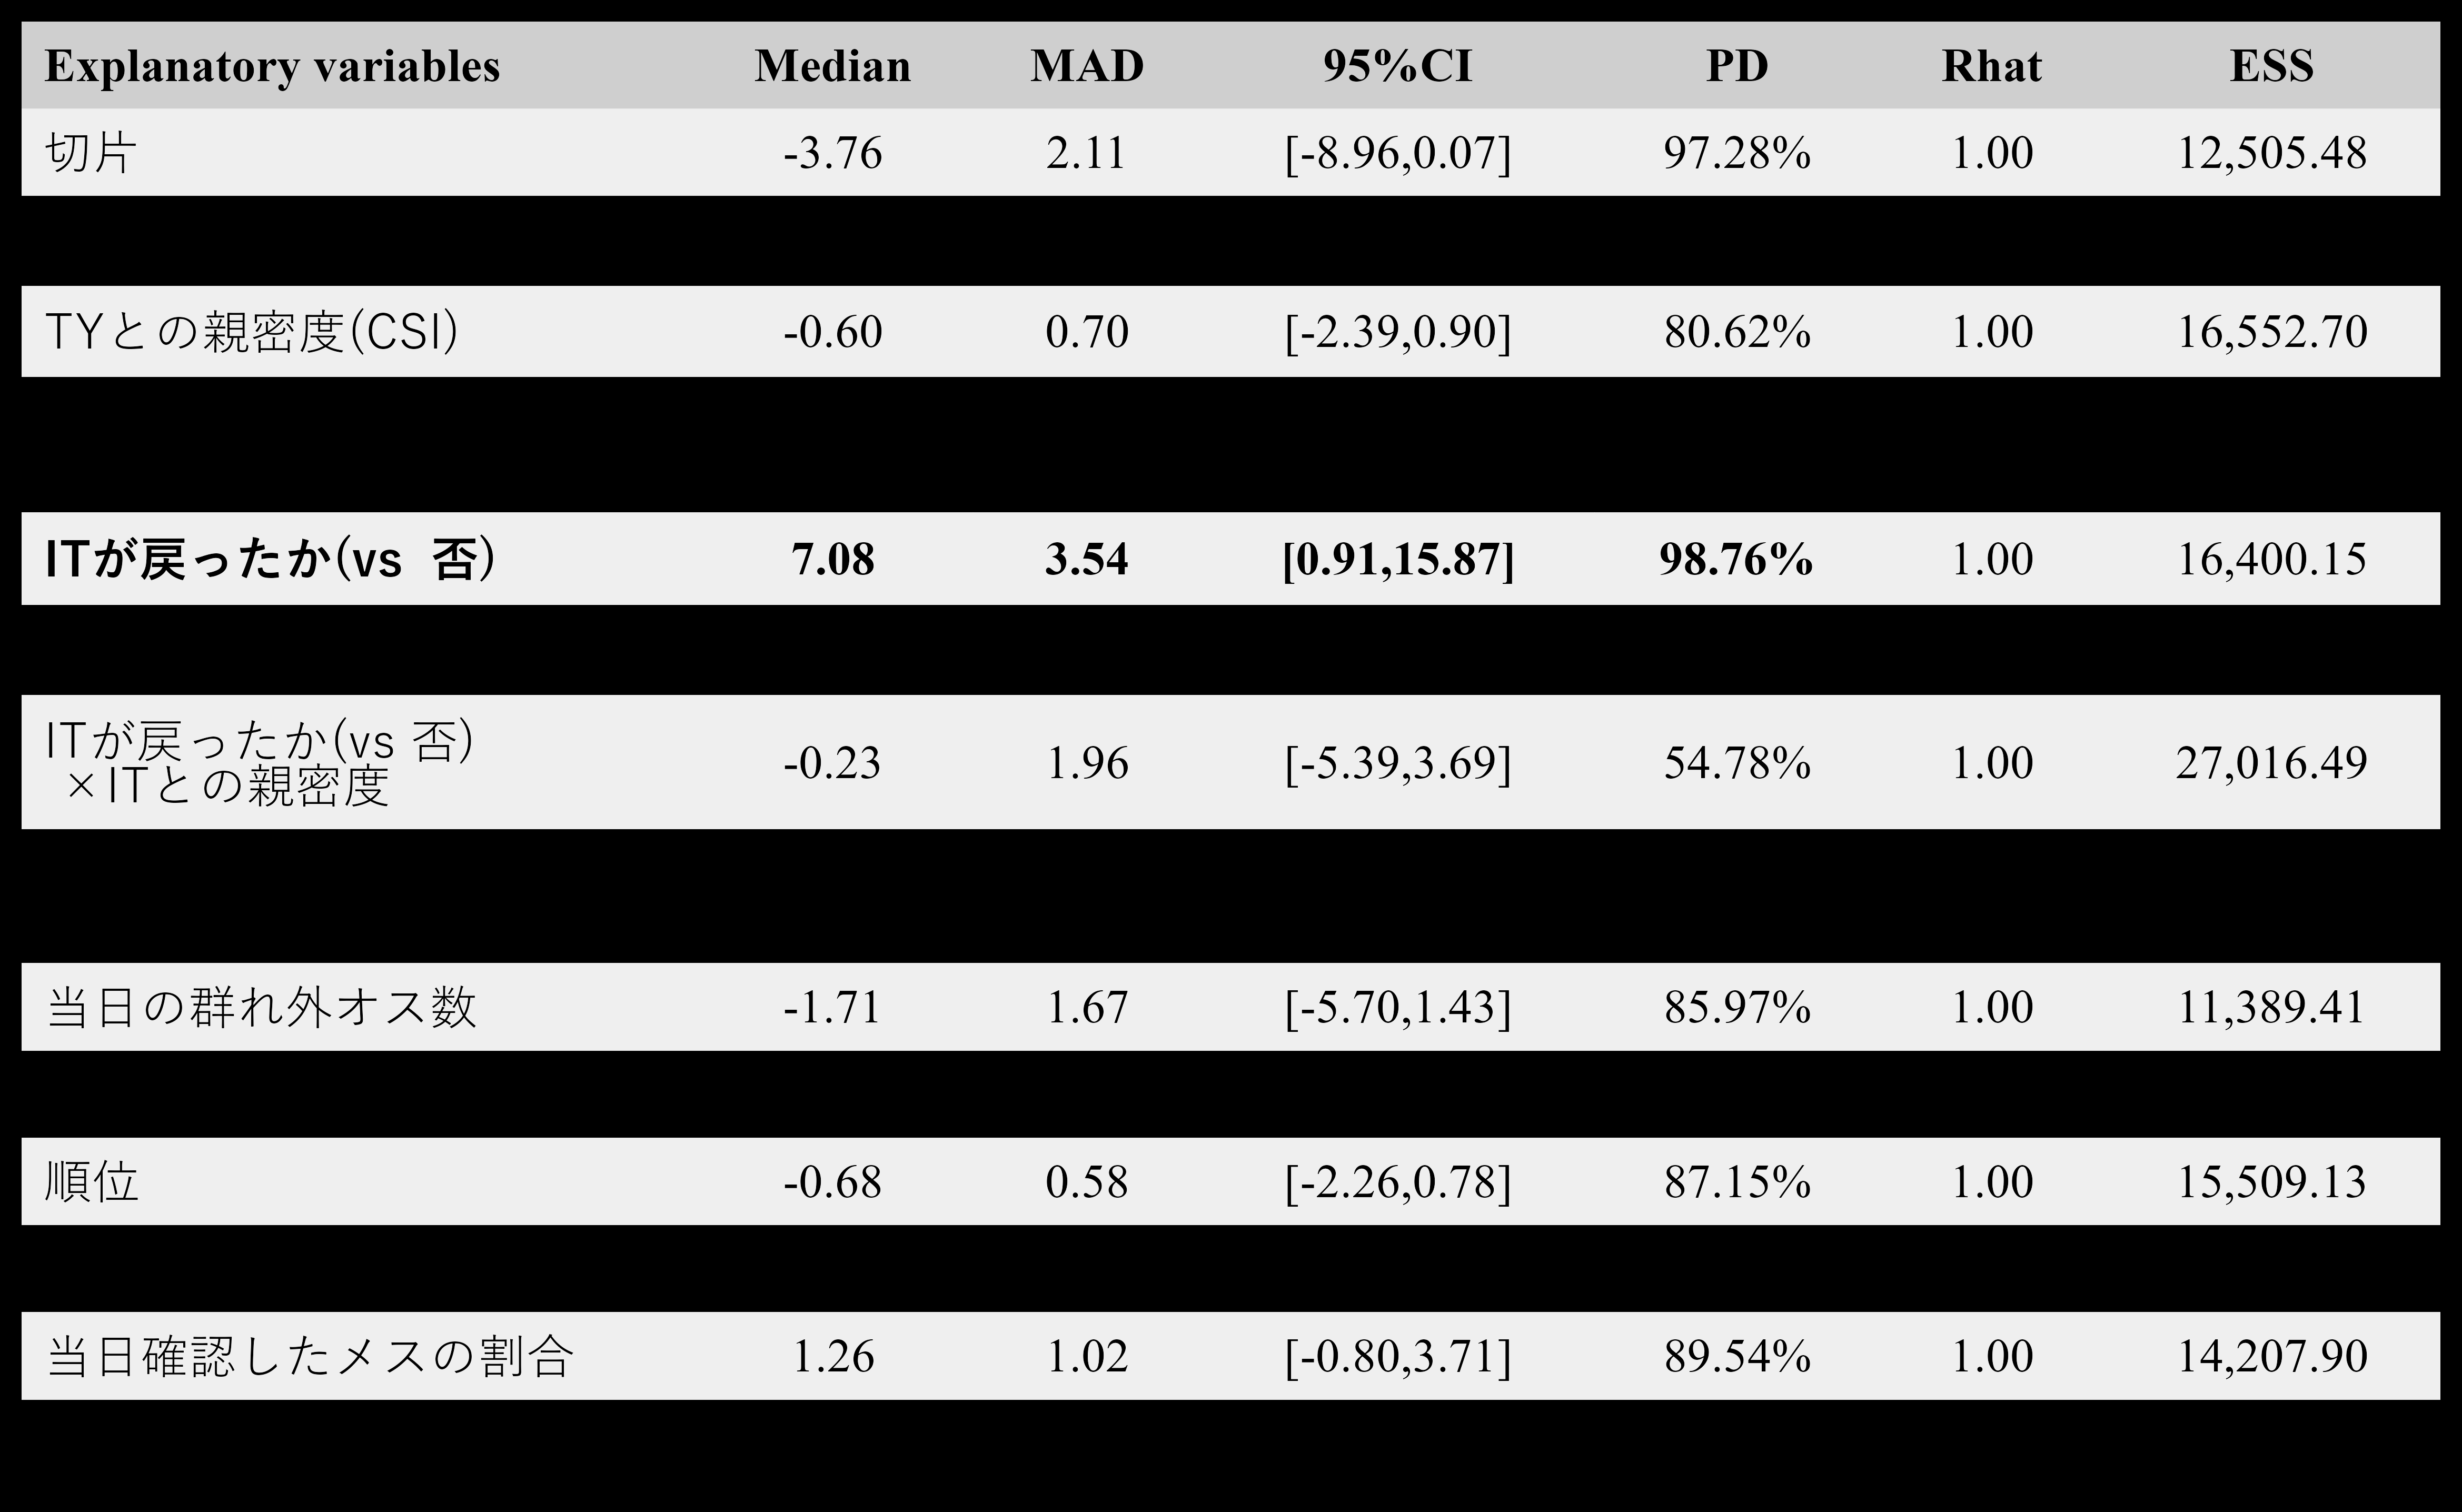 Explanatory variables Median MAD 95%CI PD Rhat ESS
切片 -3.76 2.11 [-8.96,0.07] 97.28% 1.00 12,505.48
TYとの親密度(CSI) -0.60 0.70 [-2.39,0.90] 80.62% 1.00 16,552.70
ITが戻ったか(vs 否) 7.08 3.54 [0.91,15.87] 98.76% 1.00 16,400.15
ITが戻ったか(vs 否)
×ITとの親密度 -0.23 1.96 [-5.39,3.69] 54.78% 1.00 27,016.49
当日の群れ外オス数 -1.71 1.67 [-5.70,1.43] 85.97% 1.00 11,389.41
順位 -0.68 0.58 [-2.26,0.78] 87.15% 1.00 15,509.13
当日確認したメスの割合 1.26 1.02 [-0.80,3.71] 89.54% 1.00 14,207.90